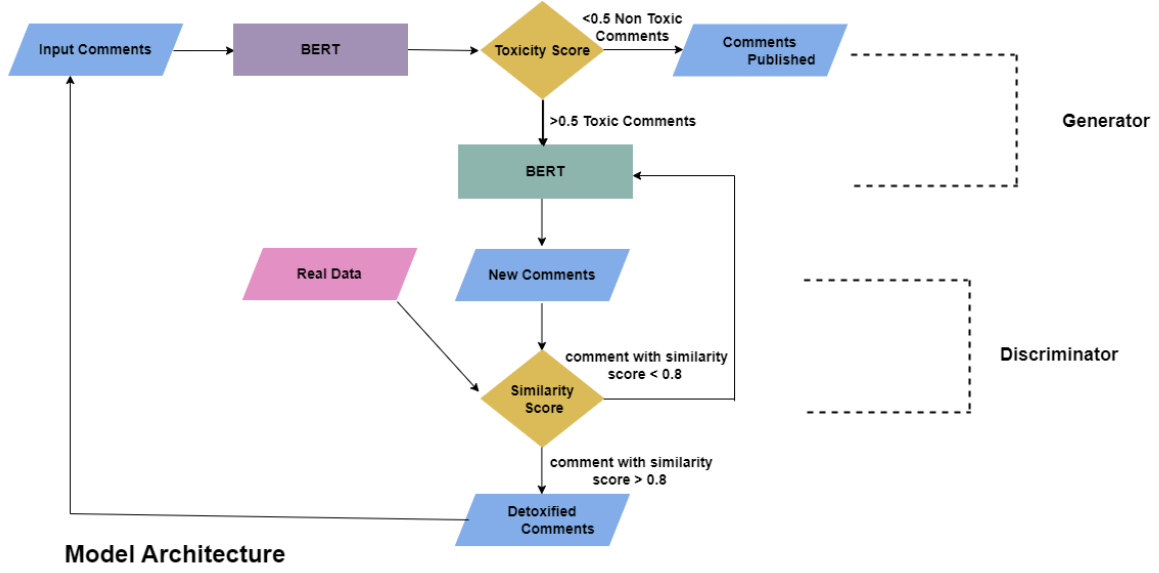 Input Comments
BERT
Toxicity Score
<0.5 Non Toxic
Comments
Comments
Published
Generator
>0.5 Toxic Comments
BERT
Real Data
New Comments
comment with similarity
score < 0.8
Discriminator
Similarity
Score
comment with similarity
score > 0.8
Detoxified
Comments
Model Architecture